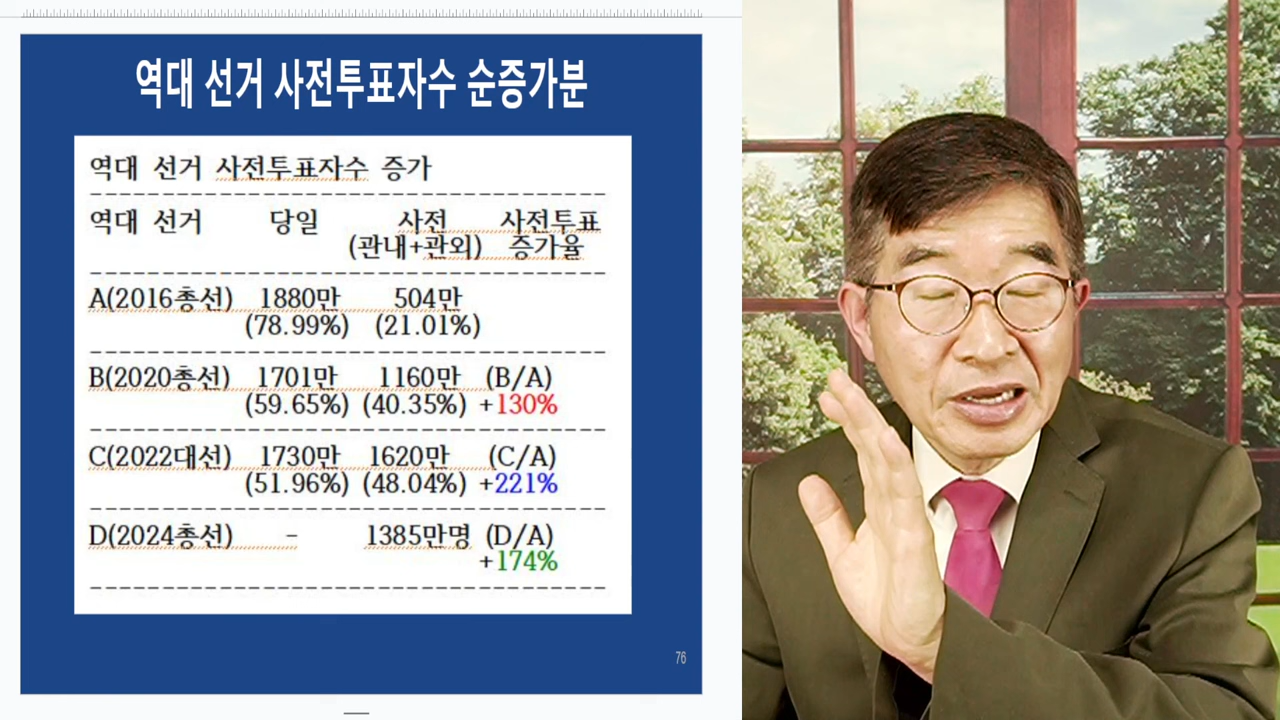 역대 선거 사전투표자수 순증가분
역대 선거 사전투표자수 증가
역대 선거 당일 사전 사전투표
(관내+관외) 증가율
A(2016총선) 1880만 504만
(78.99%) (21.01%)
B(2020총선) 1701만 1160만 (B/A)
(59.65%) (40.35%) +130%
C(2022대선) 1730만 1620만 (C/A)
(51.96%) (48.04%) +221%
D(2024총선) - 1385만명 (D/A)
+174%
76